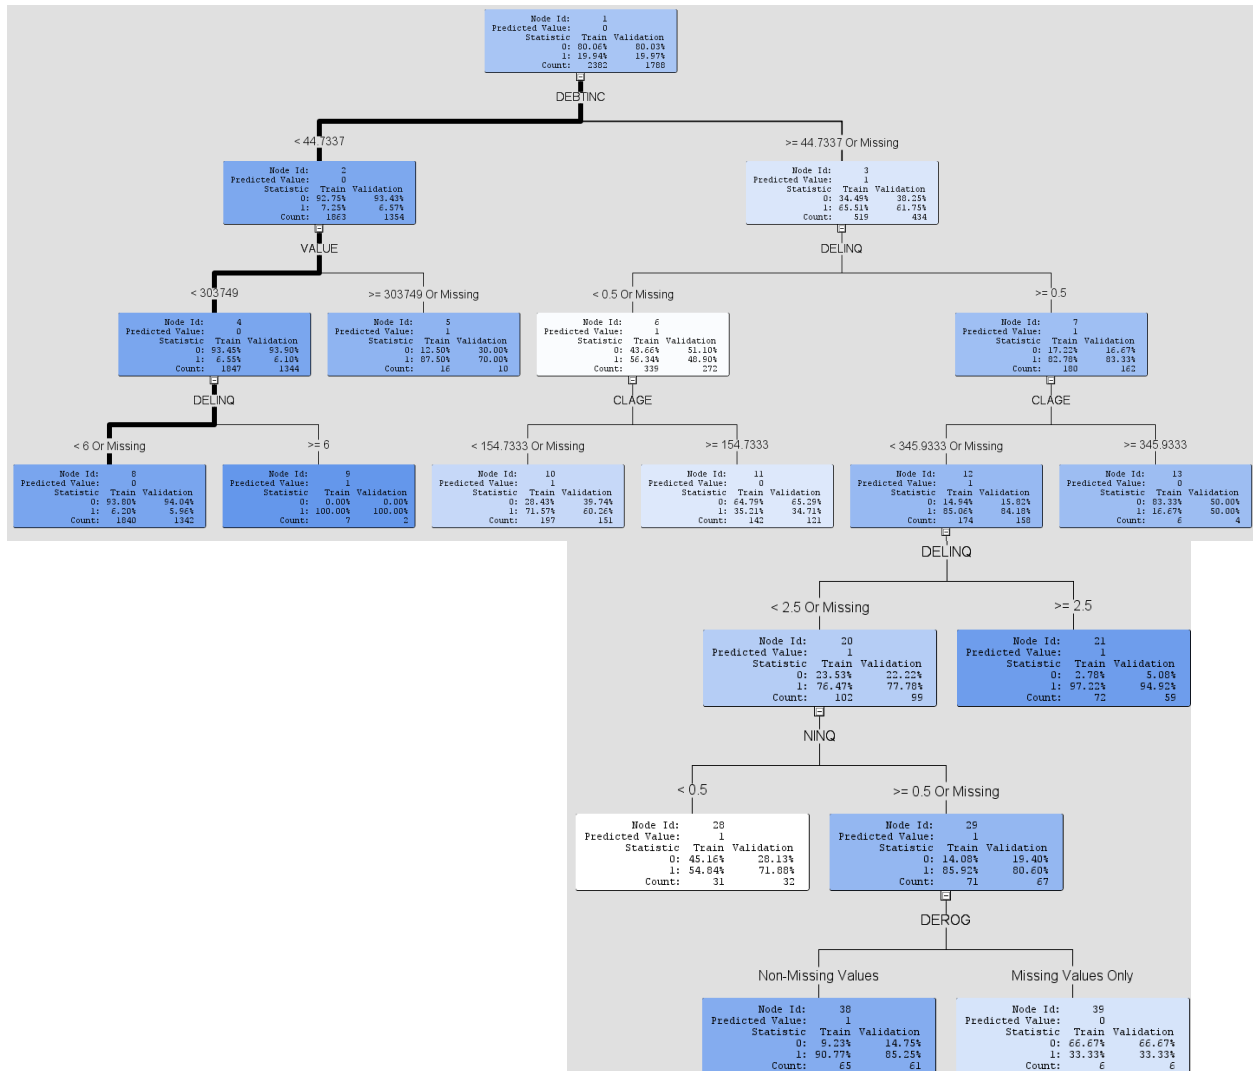 Node Id: 1
Predicted Value: 0
Statistic Train Validation
0: 80.06% 80.03%
1: 19.94% 19.97%
Count: 2382 1788
DEBTINC
< 44.7337
>= 44.7337 Or Missing
Node Id: 2
Predicted Value: 0
Statistic Train Validation
0: 92.75% 93.43%
1: 7.25% 6.57%
Count: 1863 1354
Node Id: 3
Predicted Value: 1
Statistic Train Validation
0: 34.49% 38.25%
1: 65.51% 61.75%
Count: 519 434
VALUE
DELINQ
< 303749
>= 303749 Or Missing
< 0.5 Or Missing
>= 0.5
Node Id: 4
Predicted Value: 0
Statistic Train Validation
0: 93.45% 93.90%
1: 6.55% 6.10%
Count: 1847 1344
Node Id: 5
Predicted Value: 1
Statistic Train Validation
0: 12.50% 30.00%
1: 87.50% 70.00%
Count: 16 10
Node Id: 6
Predicted Value: 1
Statistic Train Validation
0: 43.66% 51.10%
1: 56.34% 48.90%
Count: 339 272
Node Id: 7
Predicted Value: 1
Statistic Train Validation
0: 17.22% 16.67%
1: 82.78% 83.33%
Count: 180 162
DELINQ
CLAGE
CLAGE
< 6 Or Missing
>= 6
< 154.7333 Or Missing
>= 154.7333
< 345.9333 Or Missing
>= 345.9333
Node Id: 8
Predicted Value: 0
Statistic Train Validation
0: 93.80% 94.04%
1: 6.20% 5.96%
Count: 1840 1342
Node Id: 9
Predicted Value: 1
Statistic Train Validation
0: 0.00% 0.00%
1: 100.00% 100.00%
Count: 7 2
Node Id: 10
Predicted Value: 1
Statistic Train Validation
0: 28.43% 39.74%
1: 71.57% 60.26%
Count: 197 151
Node Id: 11
Predicted Value: 0
Statistic Train Validation
0: 64.79% 65.29%
1: 35.21% 34.71%
Count: 142 121
Node Id: 12
Predicted Value: 1
Statistic Train Validation
0: 14.94% 15.82%
1: 85.06% 84.18%
Count: 174 158
Node Id: 13
Predicted Value: 0
Statistic Train Validation
0: 83.33% 50.00%
1: 16.67% 50.00%
Count: 6 4
DELINQ
< 2.5 Or Missing
>= 2.5
Node Id: 20
Predicted Value: 1
Statistic Train Validation
0: 23.53% 22.22%
1: 76.47% 77.78%
Count: 102 99
Node Id: 21
Predicted Value: 1
Statistic Train Validation
0: 2.78% 5.08%
1: 97.22% 94.92%
Count: 72 59
NINQ
< 0.5
>= 0.5 Or Missing
Node Id: 28
Predicted Value: 1
Statistic Train Validation
0: 45.16% 28.13%
1: 54.84% 71.88%
Count: 31 32
Node Id: 29
Predicted Value: 1
Statistic Train Validation
0: 14.08% 19.40%
1: 85.92% 80.60%
Count: 71 67
DEROG
Non-Missing Values
Missing Values Only
Node Id: 38
Predicted Value: 1
Statistic Train Validation
0: 9.23% 14.75%
1: 90.77% 85.25%
Count: 65 61
Node Id: 39
Predicted Value: 0
Statistic Train Validation
0: 66.67% 66.67%
1: 33.33% 33.33%
Count: 6 6